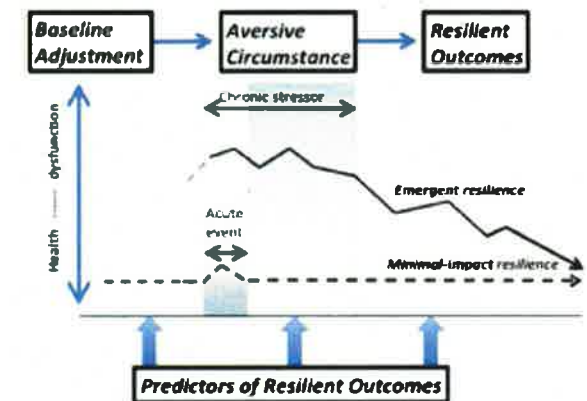 Baseline
Adjustment
Aversive
Circumstance
Resilient
Outcomes
Chronic stressor
Health
dysfunction
Emergent resilience
Acute
event
Minimal-impact resilience
Predictors of Resilient Outcomes